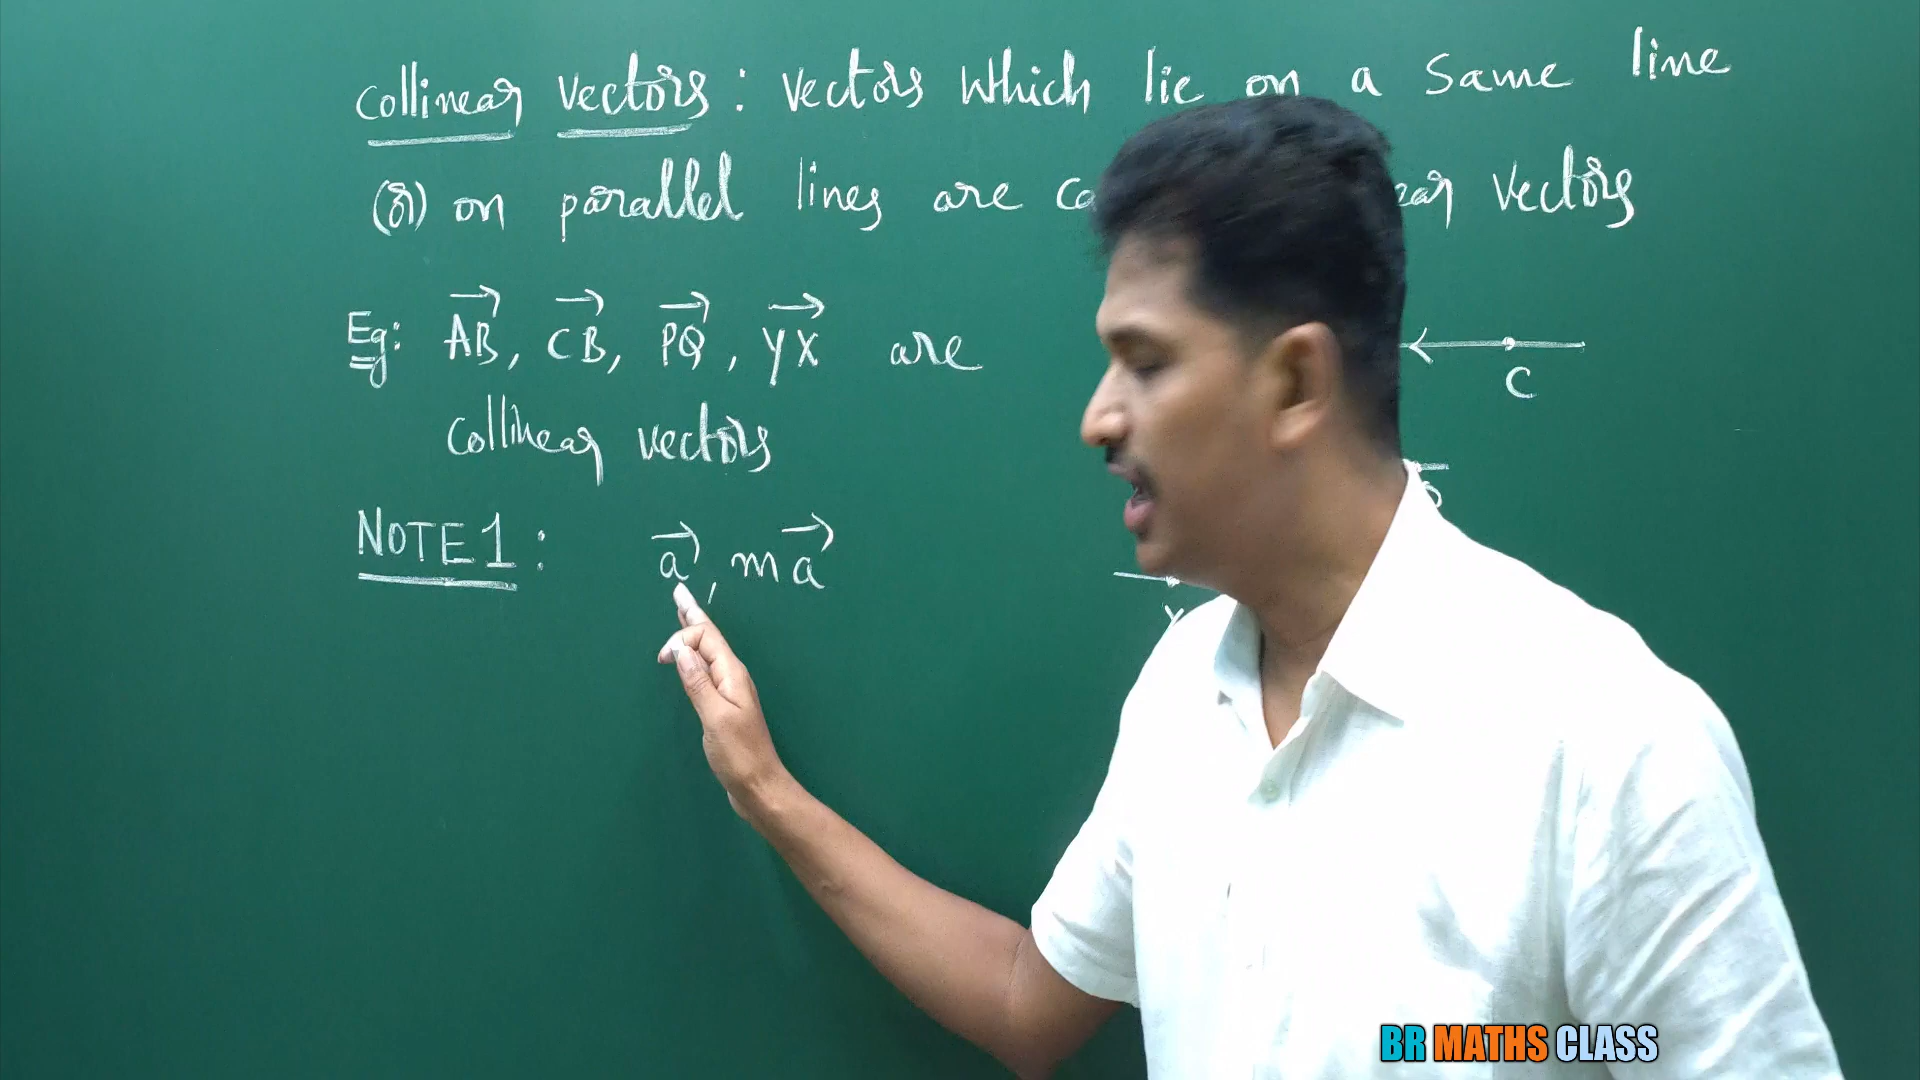 collinear vectors : vectors which lie on a same line
(or) on parallel lines are vectors
Eg: AB, CB, PQ, YX are
C
collinear vectors
NOTE 1 : a, ma
BR MATHS CLASS